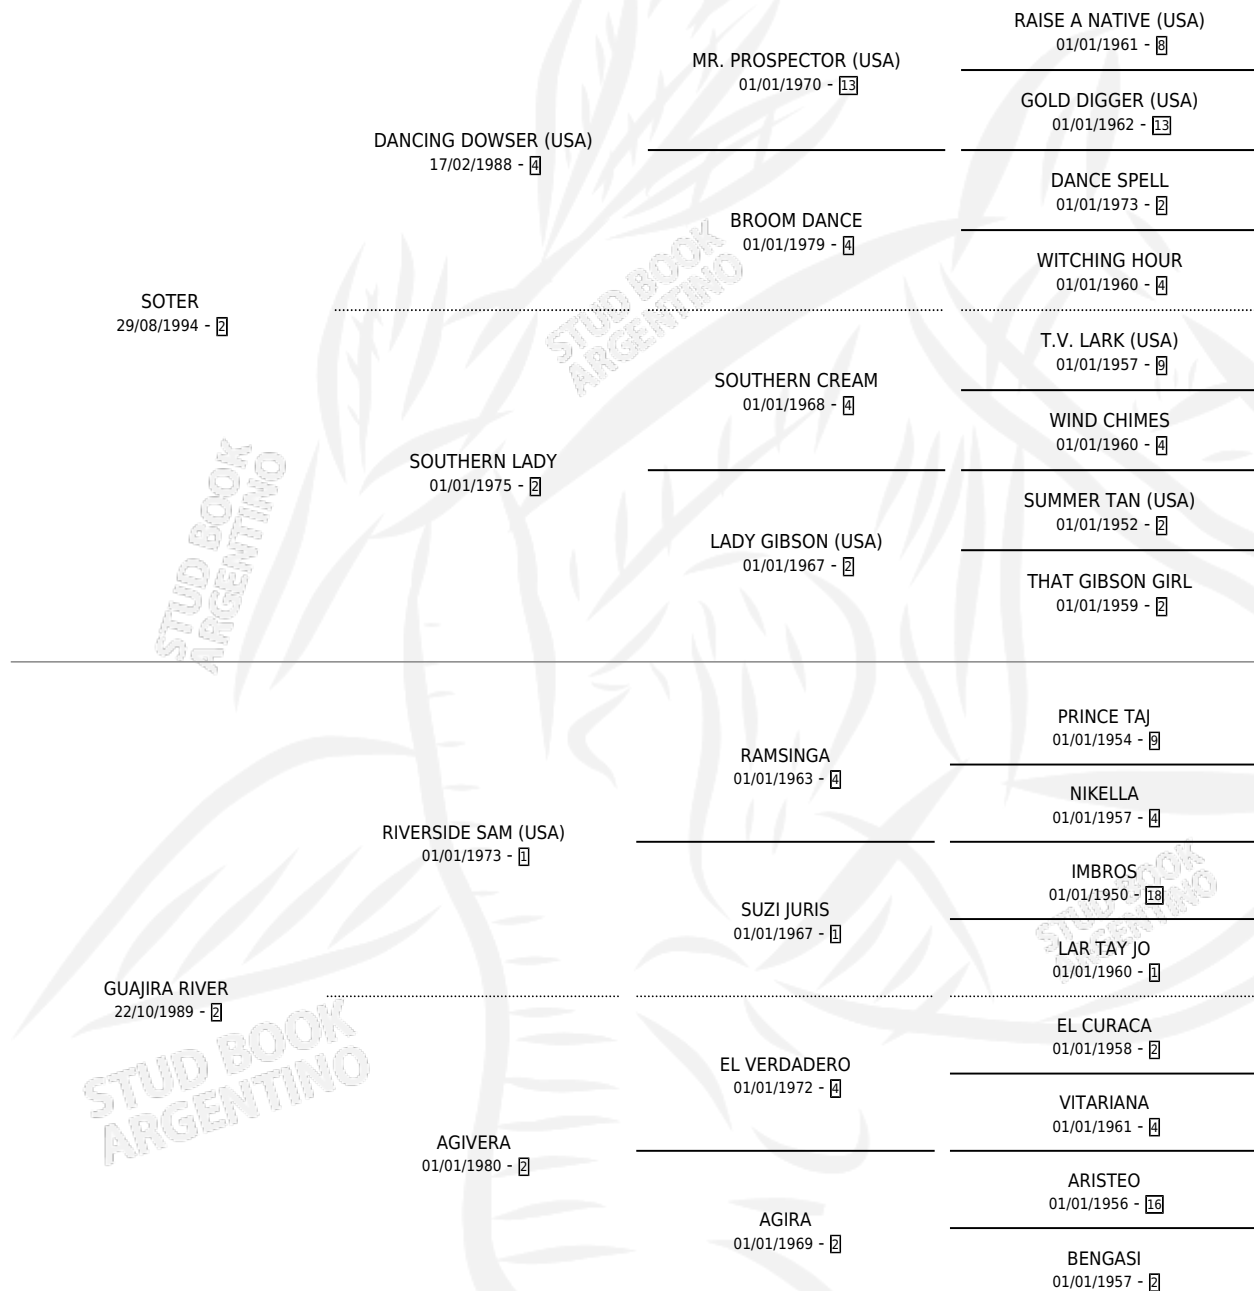 RAISE A NATIVE (USA)
01/01/1961 - 8
MR. PROSPECTOR (USA)
01/01/1970 - 13
GOLD DIGGER (USA)
01/01/1962 - 13
DANCING DOWSER (USA)
17/02/1988 - 4
DANCE SPELL
01/01/1973 - 2
BROOM DANCE
01/01/1979 - 4
WITCHING HOUR
01/01/1960 - 4
SOTER
29/08/1994 - 2
T.V. LARK (USA)
01/01/1957 - 9
SOUTHERN CREAM
01/01/1968 - 4
WIND CHIMES
01/01/1960 - 4
SOUTHERN LADY
01/01/1975 - 2
SUMMER TAN (USA)
01/01/1952 - 2
LADY GIBSON (USA)
01/01/1967 - 2
THAT GIBSON GIRL
01/01/1959 - 2
PRINCE TAJ
01/01/1954 - 9
RAMSINGA
01/01/1963 - 4
NIKELLA
01/01/1957 - 4
RIVERSIDE SAM (USA)
01/01/1973 - 1
IMBROS
01/01/1950 - 18
SUZI JURIS
01/01/1967 - 1
LAR TAY JO
01/01/1960 - 1
GUAJIRA RIVER
22/10/1989 - 2
EL CURACA
01/01/1958 - 2
EL VERDADERO
01/01/1972 - 4
VITARIANA
01/01/1961 - 4
AGIVERA
01/01/1980 - 2
ARISTEO
01/01/1956 - 16
AGIRA
01/01/1969 - 2
BENGASI
01/01/1957 - 2
STUD BOOK
ARGENTINO
STUD BOOK
ARGENTINO
STUD BOOK
ARGENTINO
STUD BOOK
ARGENTINO